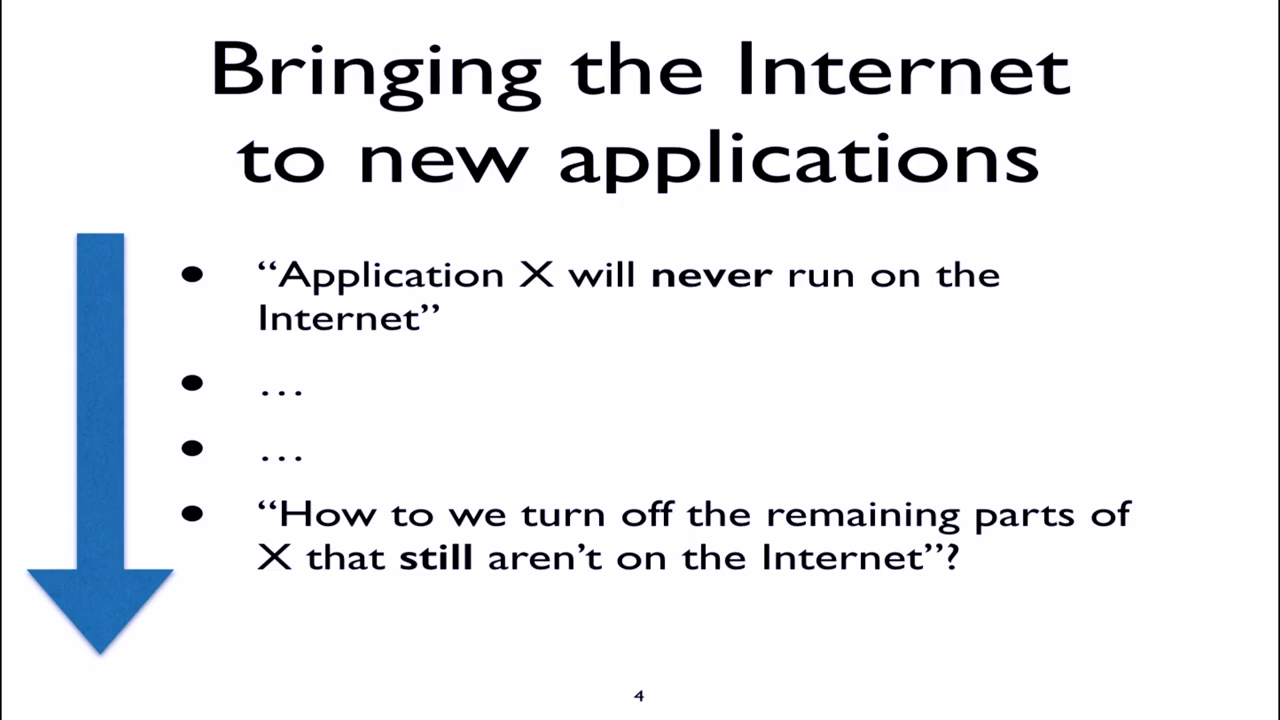 Bringing the Internet
to new applications
• “Application X will never run on the
Internet”
• …
• …
• “How to we turn off the remaining parts of
X that still aren’t on the Internet”?
4